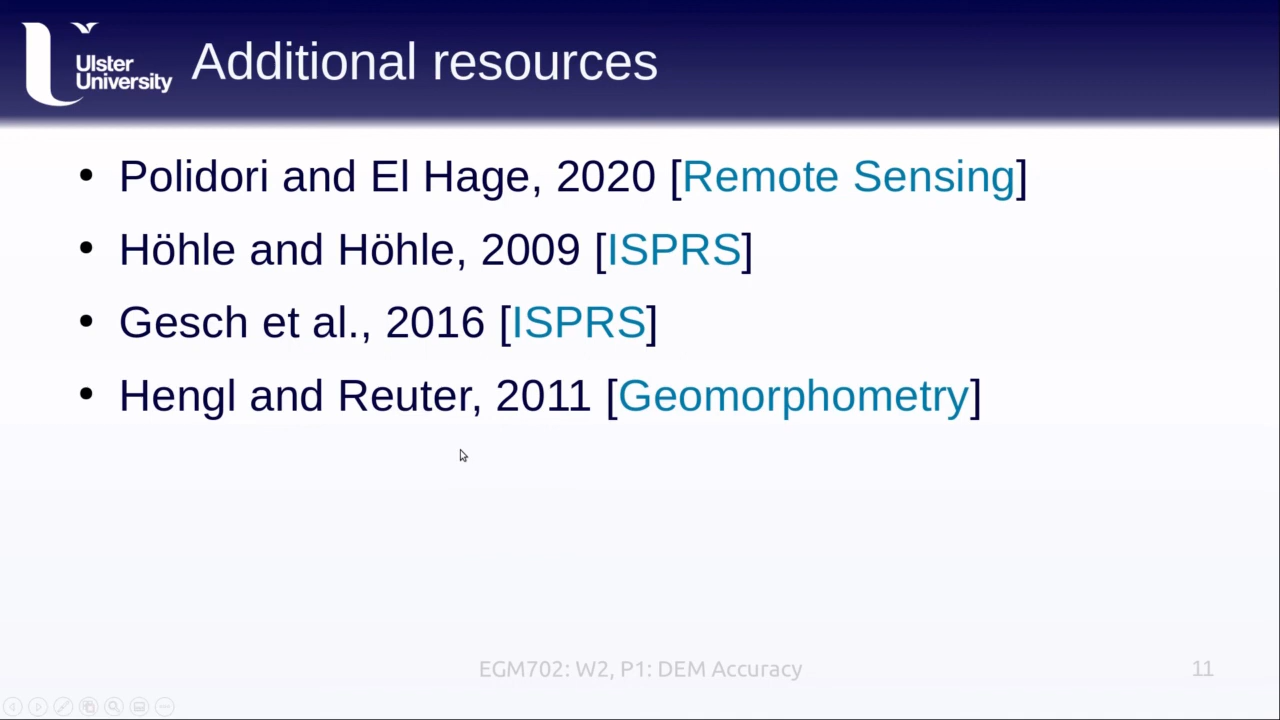 Ulster
University
Additional resources
• Polidori and El Hage, 2020 [Remote Sensing]
• Höhle and Höhle, 2009 [ISPRS]
• Gesch et al., 2016 [ISPRS]
• Hengl and Reuter, 2011 [Geomorphometry]
EGM702: W2, P1: DEM Accuracy
11